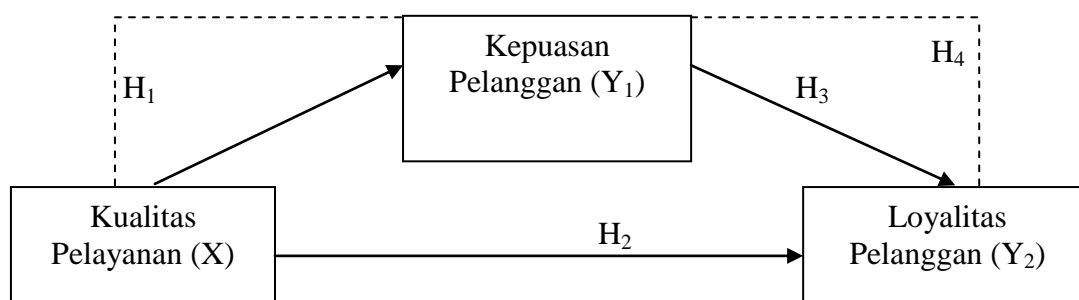 Kepuasan
Pelanggan (Y₁)
H₄
H₁
H₃
Kualitas
Pelayanan (X)
H₂
Loyalitas
Pelanggan (Y₂)